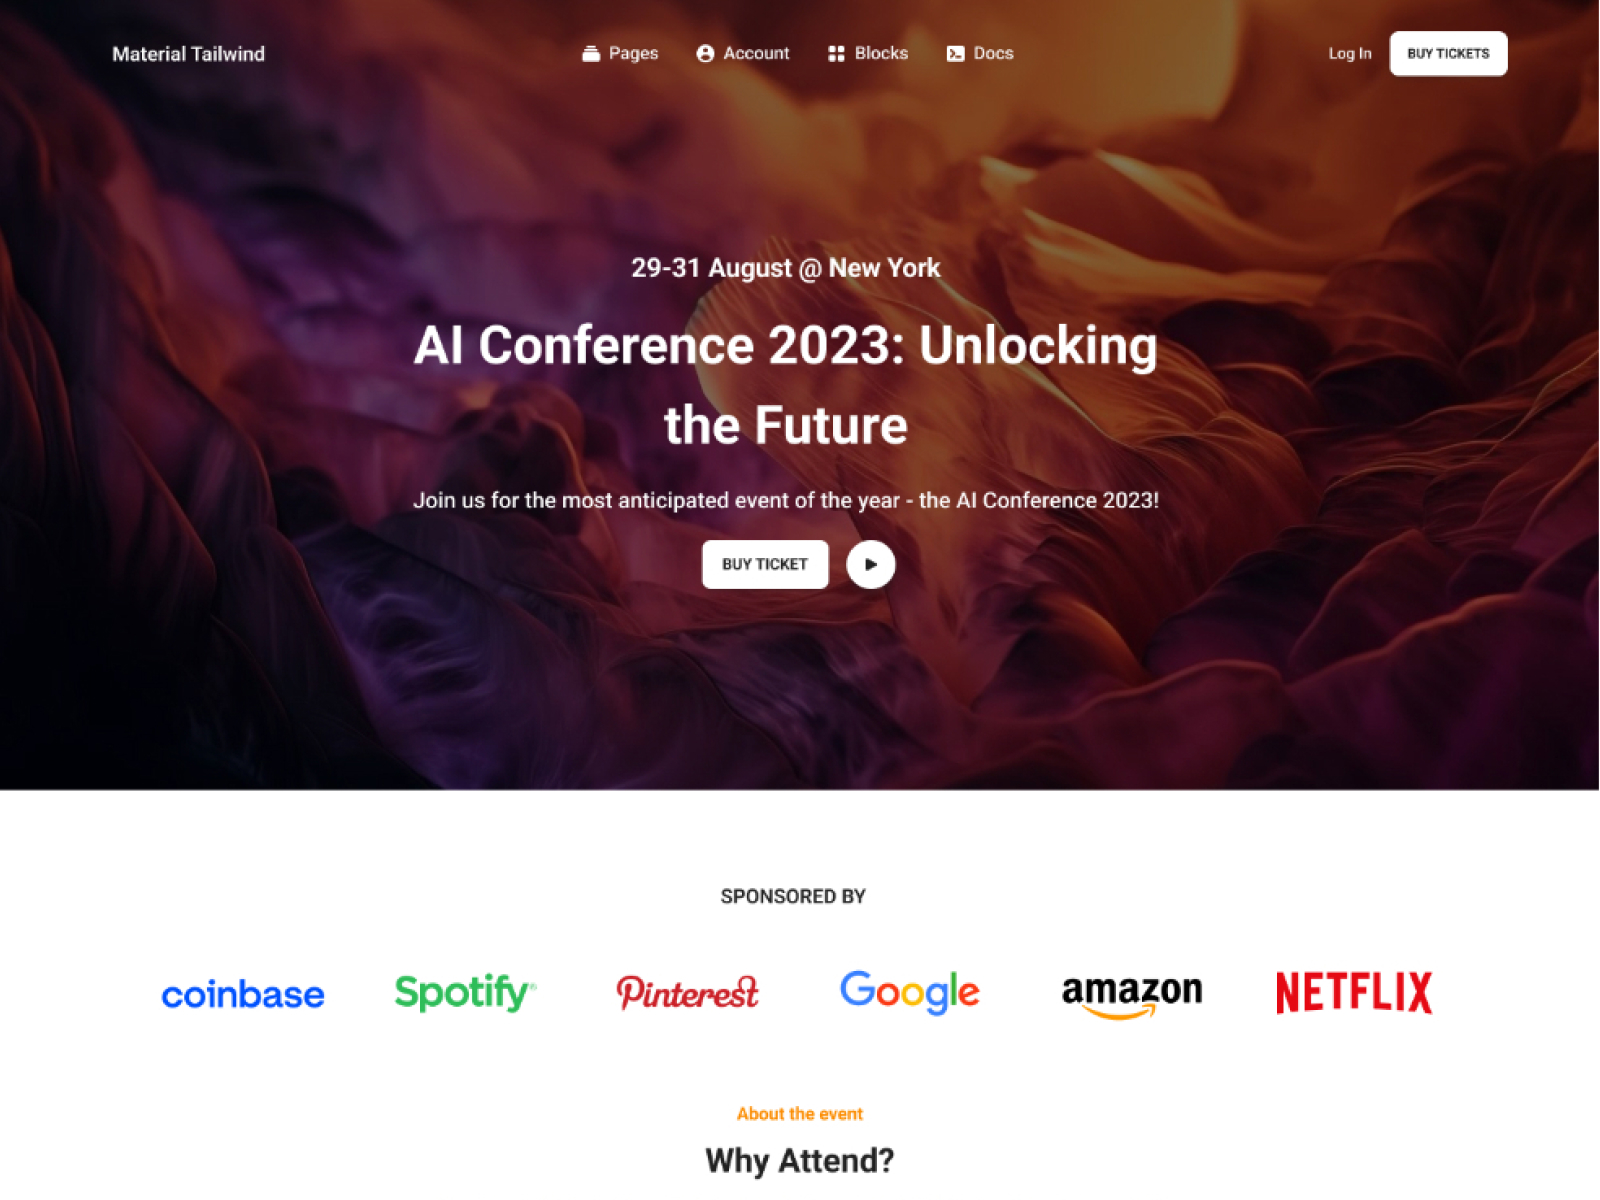 Material Tailwind
Pages
Account
Blocks
Docs
Log In
BUY TICKETS
29-31 August @ New York
AI Conference 2023: Unlocking
the Future
Join us for the most anticipated event of the year - the AI Conference 2023!
BUY TICKET
SPONSORED BY
coinbase
Spotify®
Pinterest
Google
amazon
NETFLIX
About the event
Why Attend?